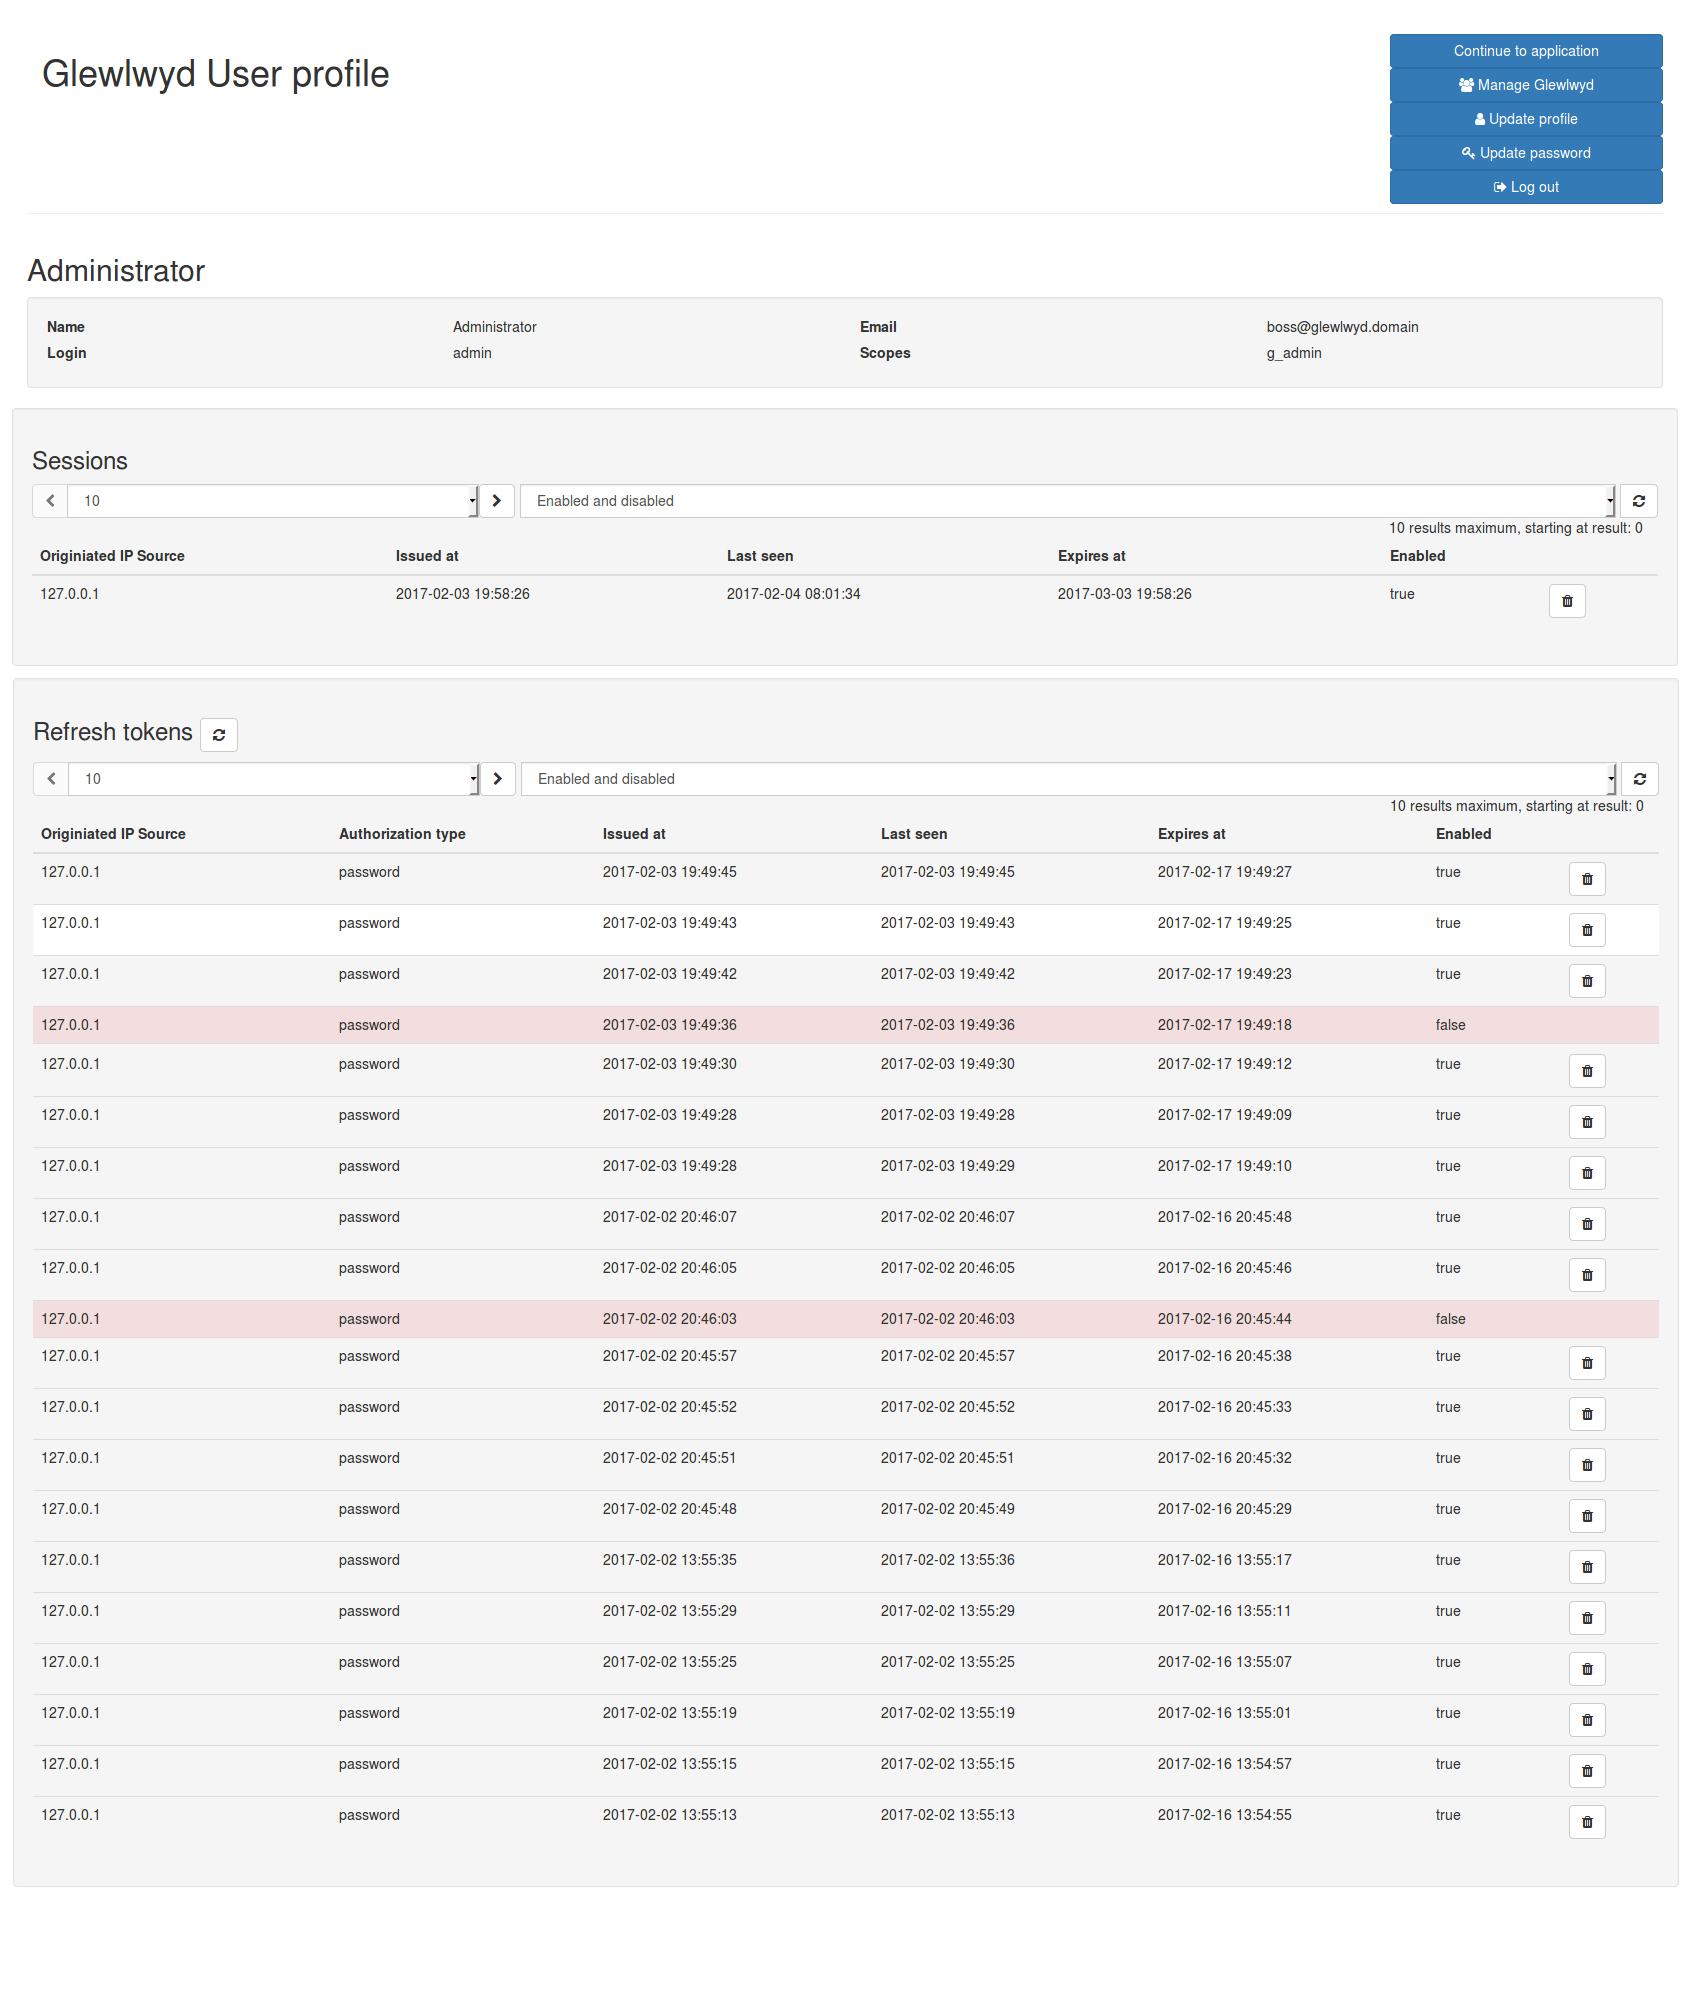 Glewlwyd User profile
Continue to application
Manage Glewlwyd
Update profile
Update password
Log out
Administrator
Name Administrator Email boss@glewlwyd.domain
Login admin Scopes g_admin
Sessions
10 Enabled and disabled
10 results maximum, starting at result: 0
Originiated IP Source Issued at Last seen Expires at Enabled
127.0.0.1 2017-02-03 19:58:26 2017-02-04 08:01:34 2017-03-03 19:58:26 true
Refresh tokens
10 Enabled and disabled
10 results maximum, starting at result: 0
Originiated IP Source Authorization type Issued at Last seen Expires at Enabled
127.0.0.1 password 2017-02-03 19:49:45 2017-02-03 19:49:45 2017-02-17 19:49:27 true
127.0.0.1 password 2017-02-03 19:49:43 2017-02-03 19:49:43 2017-02-17 19:49:25 true
127.0.0.1 password 2017-02-03 19:49:42 2017-02-03 19:49:42 2017-02-17 19:49:23 true
127.0.0.1 password 2017-02-03 19:49:36 2017-02-03 19:49:36 2017-02-17 19:49:18 false
127.0.0.1 password 2017-02-03 19:49:30 2017-02-03 19:49:30 2017-02-17 19:49:12 true
127.0.0.1 password 2017-02-03 19:49:28 2017-02-03 19:49:28 2017-02-17 19:49:09 true
127.0.0.1 password 2017-02-03 19:49:28 2017-02-03 19:49:29 2017-02-17 19:49:10 true
127.0.0.1 password 2017-02-02 20:46:07 2017-02-02 20:46:07 2017-02-16 20:45:48 true
127.0.0.1 password 2017-02-02 20:46:05 2017-02-02 20:46:05 2017-02-16 20:45:46 true
127.0.0.1 password 2017-02-02 20:46:03 2017-02-02 20:46:03 2017-02-16 20:45:44 false
127.0.0.1 password 2017-02-02 20:45:57 2017-02-02 20:45:57 2017-02-16 20:45:38 true
127.0.0.1 password 2017-02-02 20:45:52 2017-02-02 20:45:52 2017-02-16 20:45:33 true
127.0.0.1 password 2017-02-02 20:45:51 2017-02-02 20:45:51 2017-02-16 20:45:32 true
127.0.0.1 password 2017-02-02 20:45:48 2017-02-02 20:45:49 2017-02-16 20:45:29 true
127.0.0.1 password 2017-02-02 13:55:35 2017-02-02 13:55:36 2017-02-16 13:55:17 true
127.0.0.1 password 2017-02-02 13:55:29 2017-02-02 13:55:29 2017-02-16 13:55:11 true
127.0.0.1 password 2017-02-02 13:55:25 2017-02-02 13:55:25 2017-02-16 13:55:07 true
127.0.0.1 password 2017-02-02 13:55:19 2017-02-02 13:55:19 2017-02-16 13:55:01 true
127.0.0.1 password 2017-02-02 13:55:15 2017-02-02 13:55:15 2017-02-16 13:54:57 true
127.0.0.1 password 2017-02-02 13:55:13 2017-02-02 13:55:13 2017-02-16 13:54:55 true